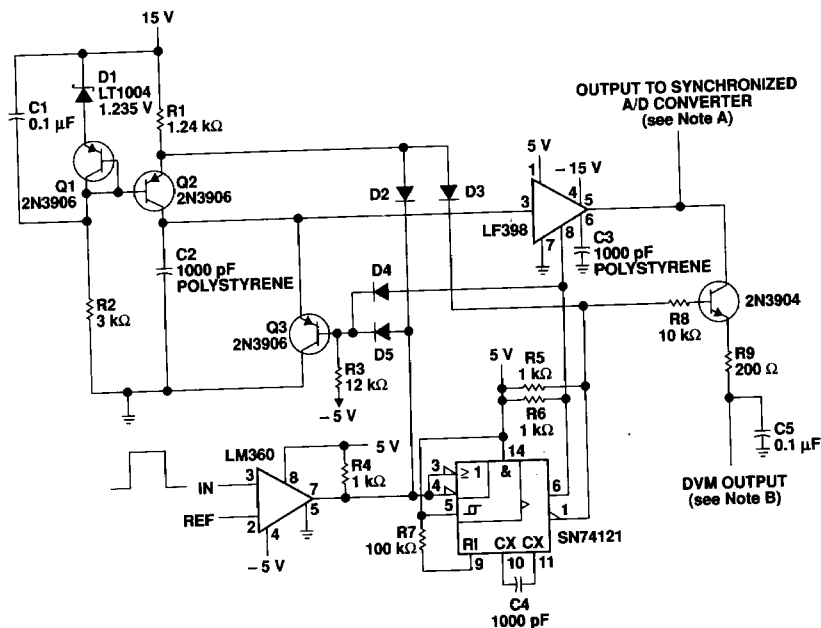 15 V
D1
LT1004
1.235 V
C1
0.1 μF
R1
1.24 kΩ
Q1
2N3906
Q2
2N3906
C2
1000 pF
POLYSTYRENE
R2
3 kΩ
D2
D3
D4
D5
Q3
2N3906
R3
12 kΩ
– 5 V
OUTPUT TO SYNCHRONIZED
A/D CONVERTER
(see Note A)
5 V
1
– 15 V
4
5
3
6
LF398
7
8
C3
1000 pF
POLYSTYRENE
2N3904
R8
10 kΩ
R9
200 Ω
C5
0.1 μF
DVM OUTPUT
(see Note B)
5 V
R5
1 kΩ
R6
1 kΩ
LM360
5 V
R4
1 kΩ
IN
3
8
7
5
REF
2
4
– 5 V
14
3
≥ 1
&
4
5
6
1
SN74121
R7
100 kΩ
RI
CX
CX
9
10
11
C4
1000 pF